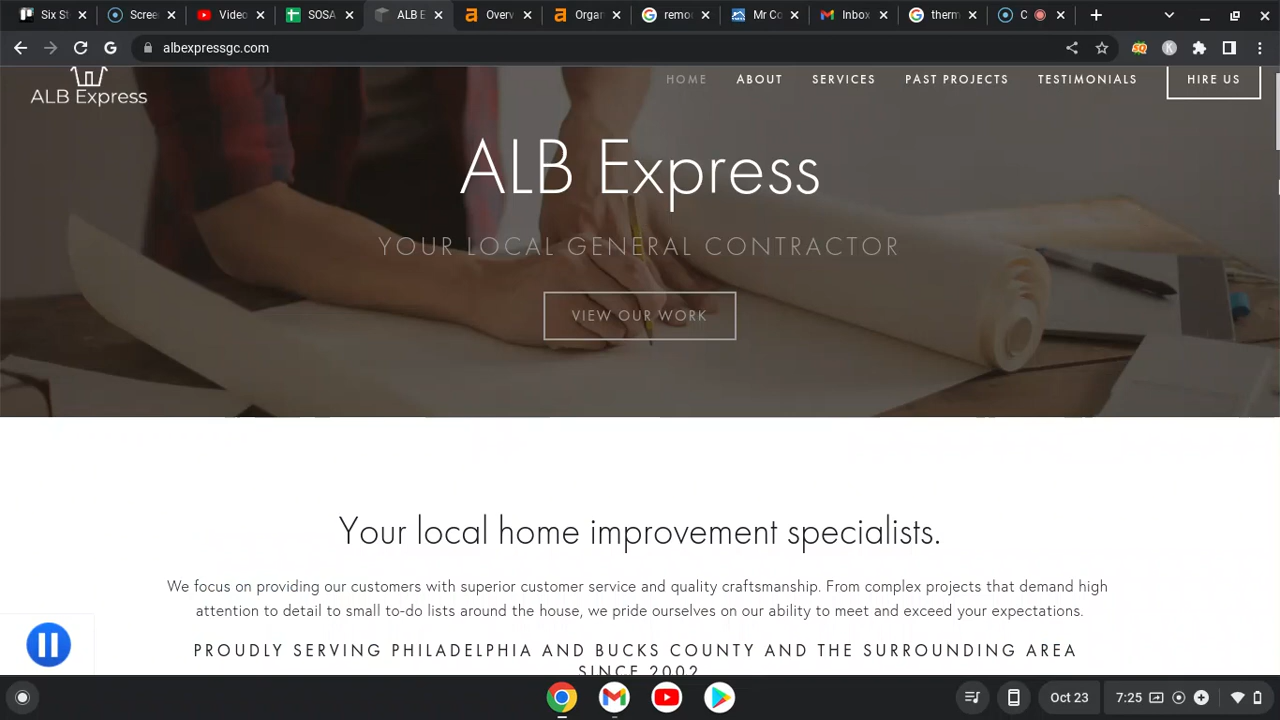 Six St
Scree
Video
SOSA
ALB E
Overv
Organ
remo
Mr Co
Inbox
therm
C
albexpressgc.com
ALB Express
HOME ABOUT SERVICES PAST PROJECTS TESTIMONIALS HIRE US
ALB Express
YOUR LOCAL GENERAL CONTRACTOR
VIEW OUR WORK
Your local home improvement specialists.
We focus on providing our customers with superior customer service and quality craftsmanship. From complex projects that demand high
attention to detail to small to-do lists around the house, we pride ourselves on our ability to meet and exceed your expectations.
PROUDLY SERVING PHILADELPHIA AND BUCKS COUNTY AND THE SURROUNDING AREA
SINCE 2002
Oct 23 7:25